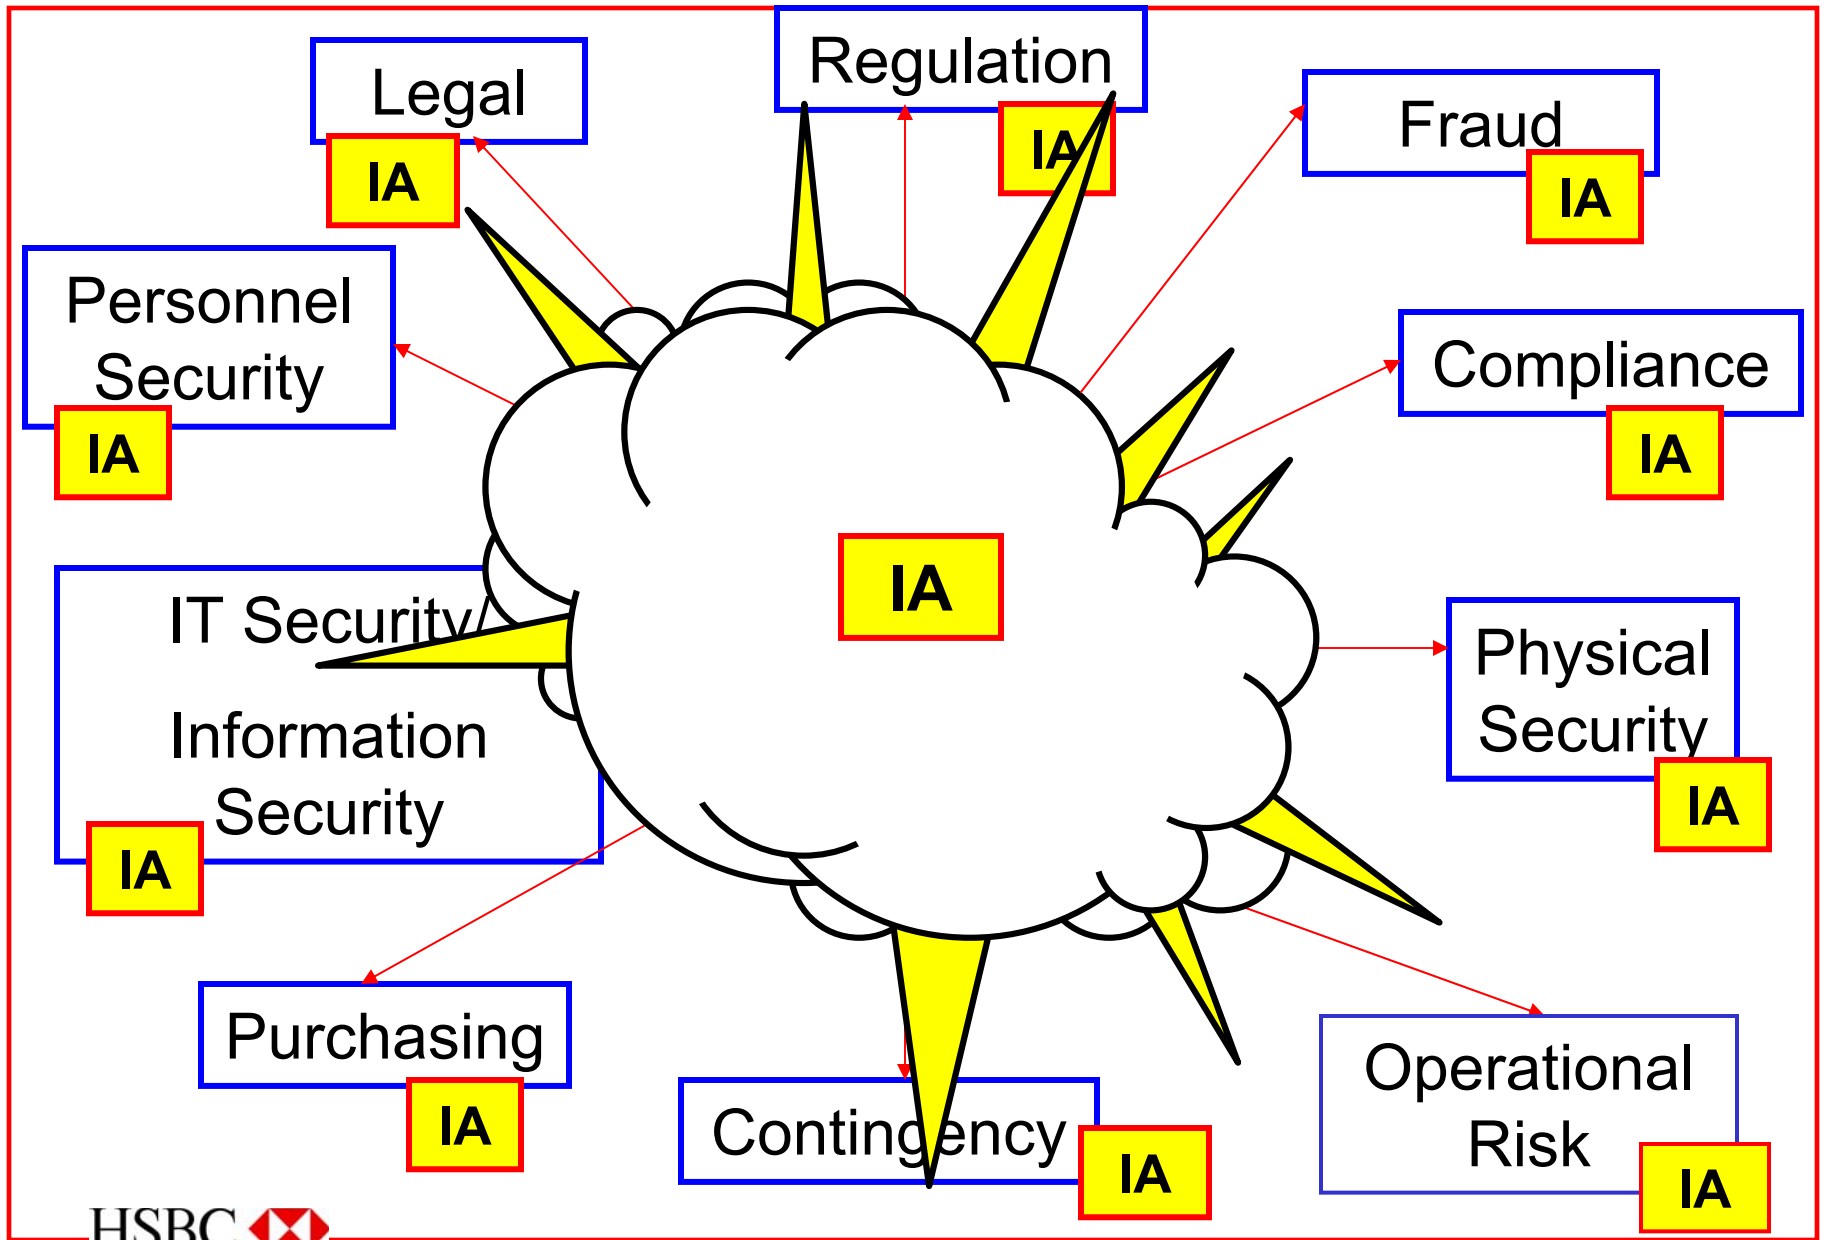 Regulation
IA
Legal
IA
Fraud
IA
Personnel
Security
IA
Compliance
IA
IA
IT Security/
Information
Security
IA
Physical
Security
IA
Purchasing
IA
Contingency
IA
Operational
Risk
IA
HSBC